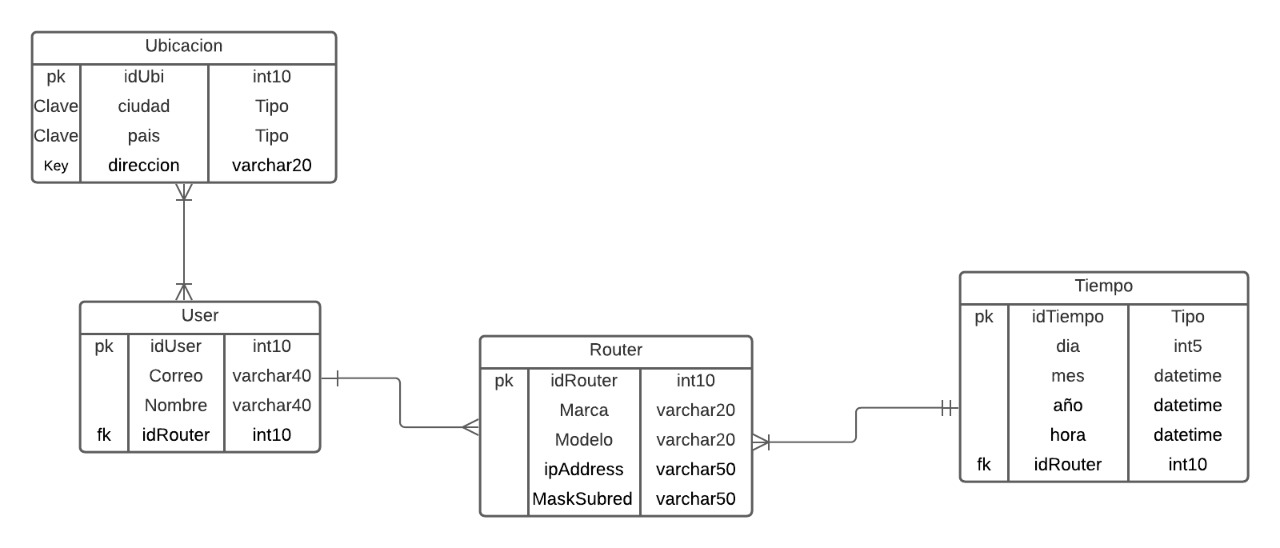 Ubicacion
pk idUbi int10
Clave ciudad Tipo
Clave pais Tipo
Key direccion varchar20
User
pk idUser int10
Correo varchar40
Nombre varchar40
fk idRouter int10
Router
pk idRouter int10
Marca varchar20
Modelo varchar20
ipAddress varchar50
MaskSubred varchar50
Tiempo
pk idTiempo Tipo
dia int5
mes datetime
año datetime
hora datetime
fk idRouter int10